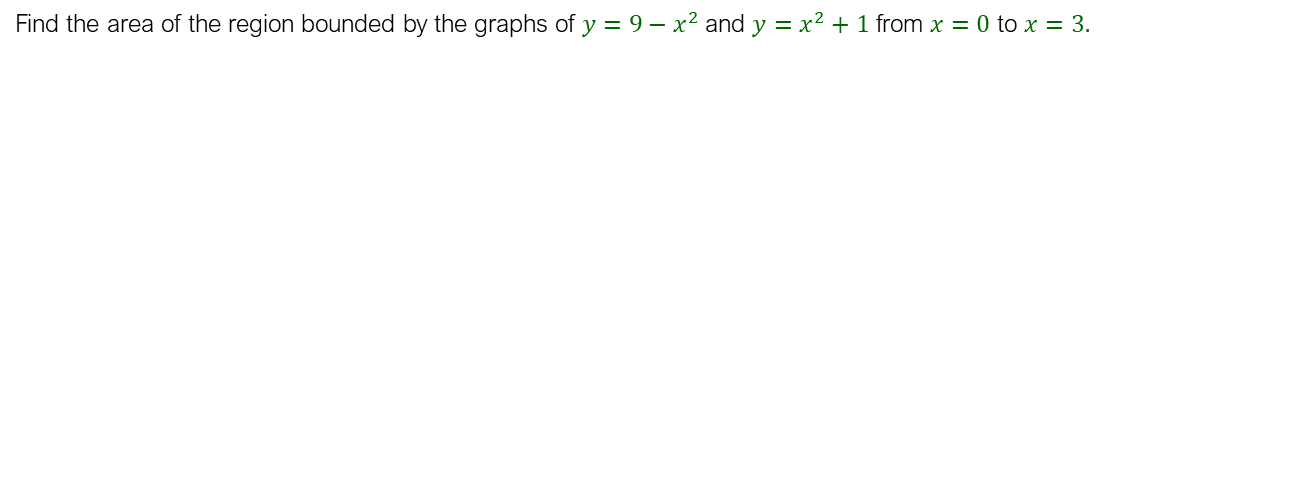 Find the area of the region bounded by the graphs of y = 9 − x² and y = x² + 1 from x = 0 to x = 3.